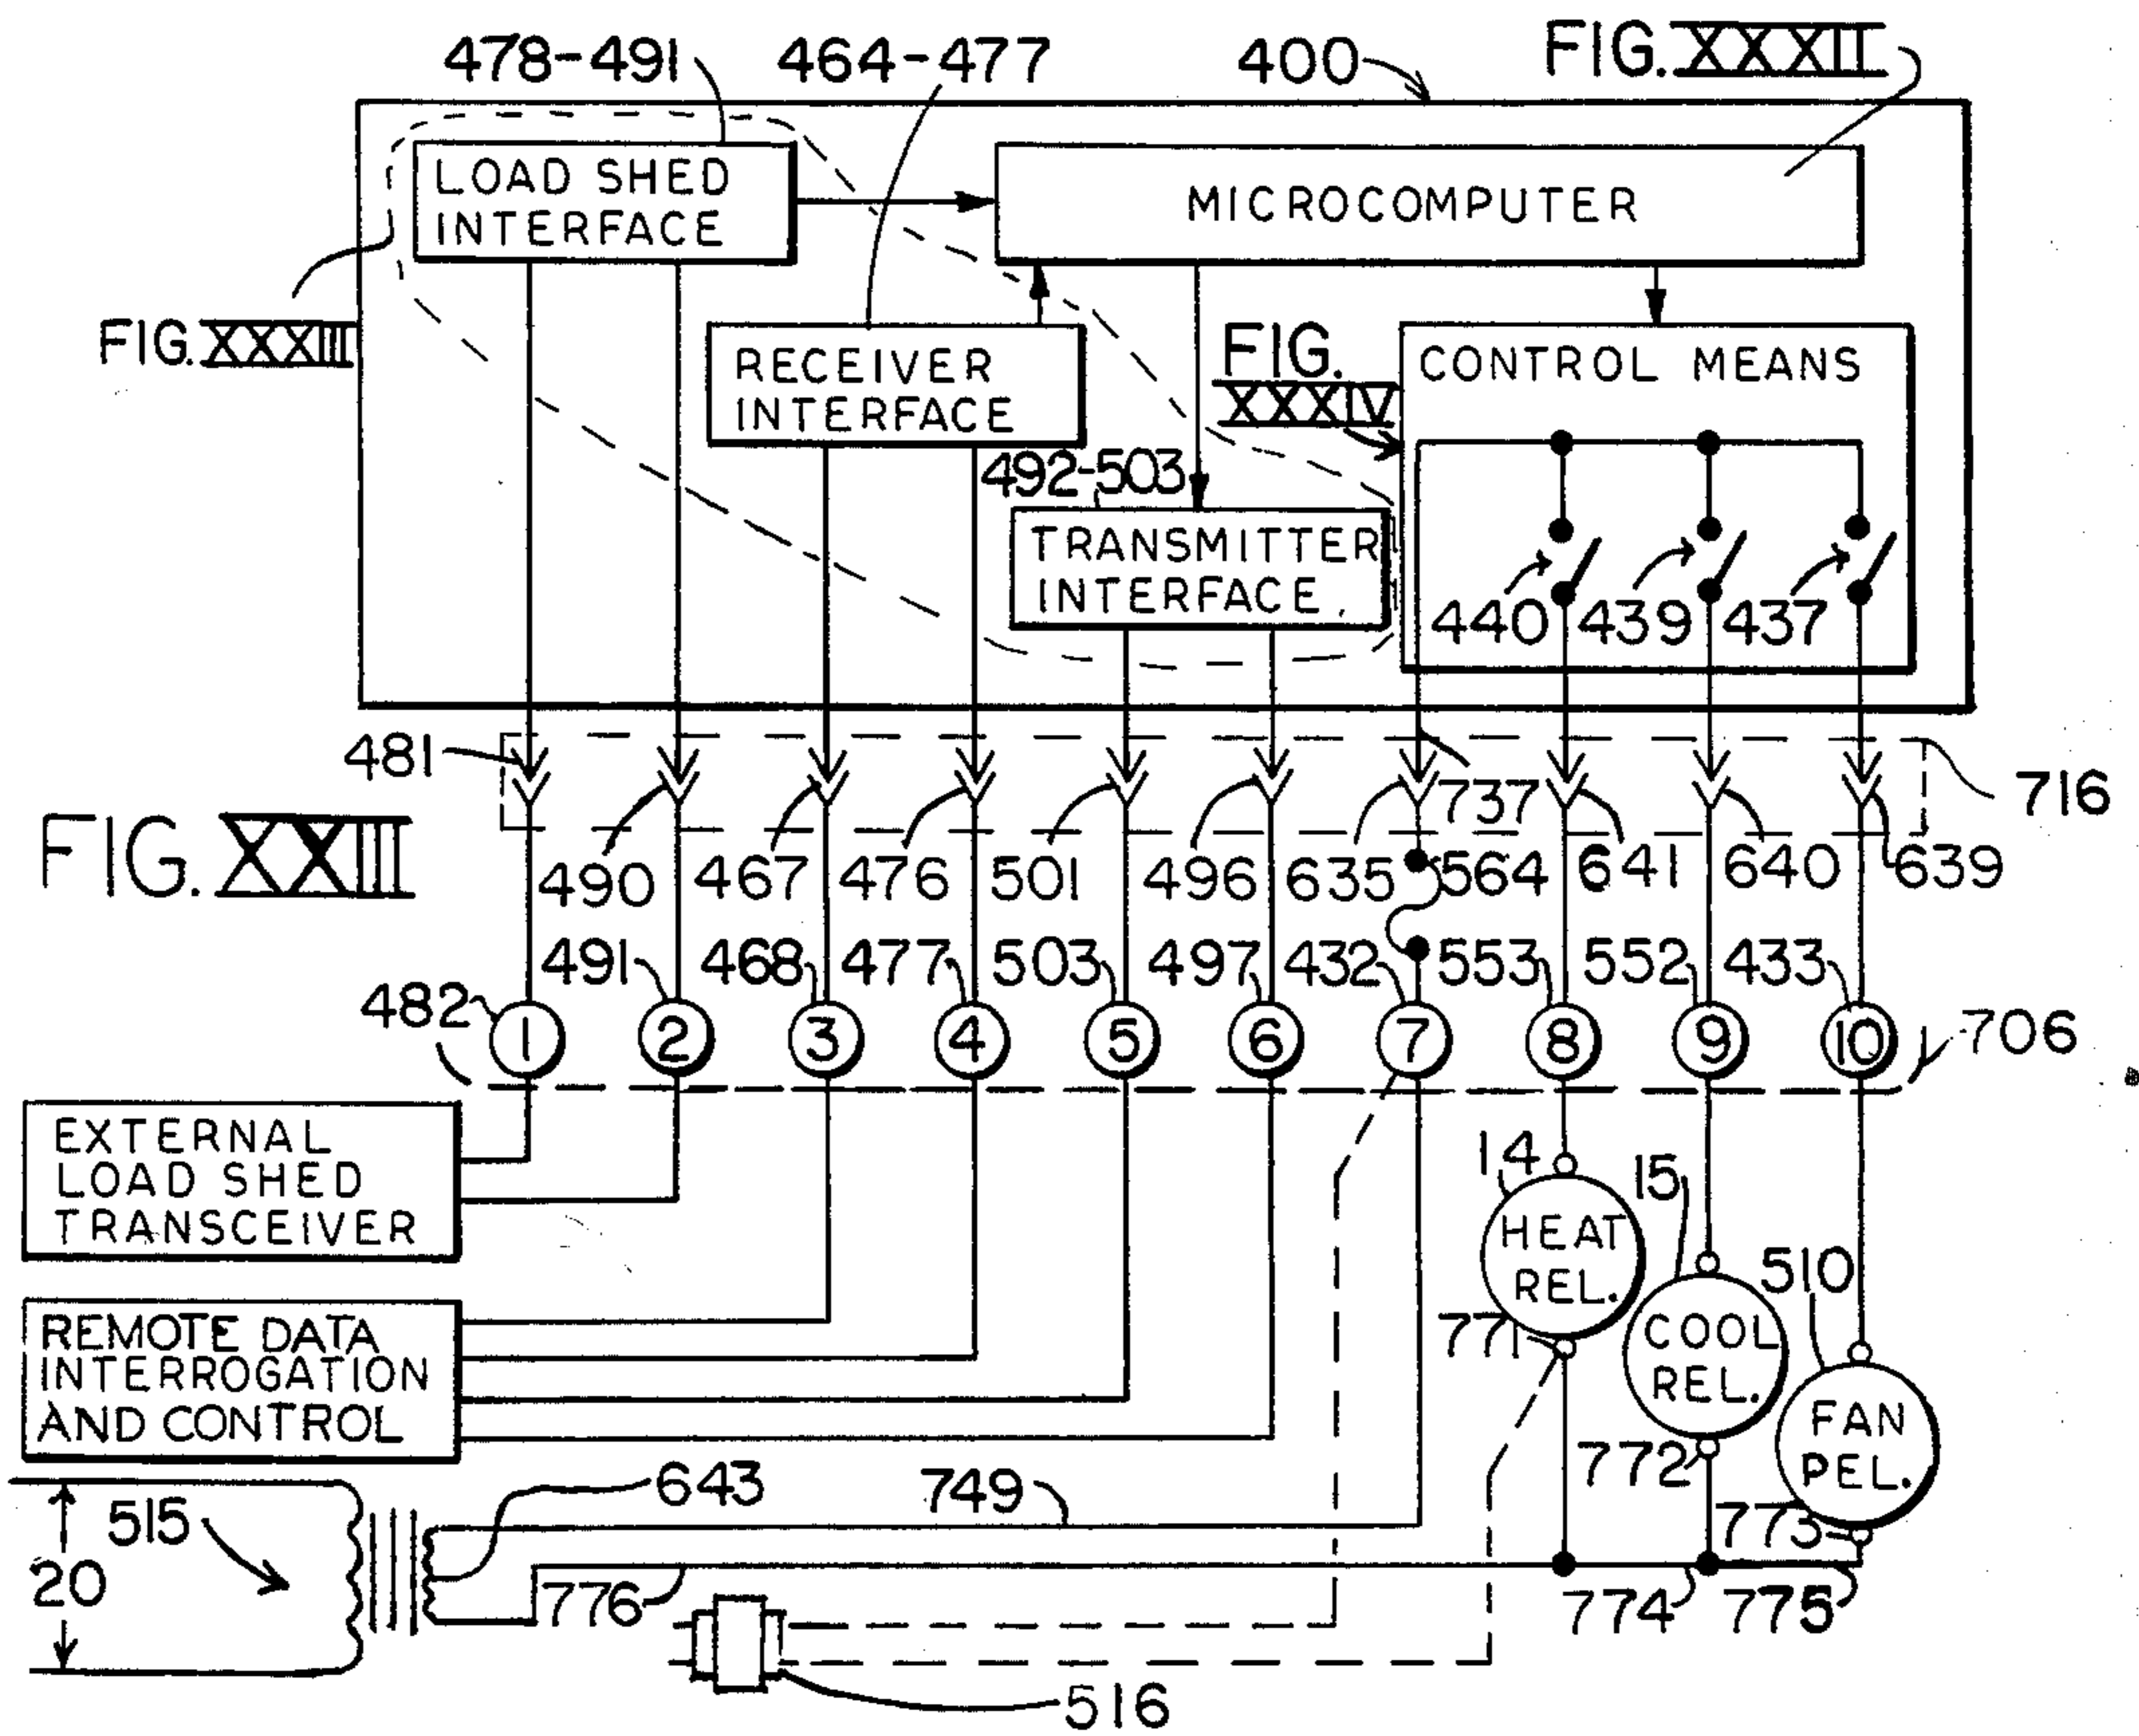 478-491
464-477
400
FIG. XXXII
LOAD SHED
INTERFACE
MICROCOMPUTER
FIG. XXXIII
RECEIVER
INTERFACE
FIG.
XXXIV
CONTROL MEANS
492-503
TRANSMITTER
INTERFACE
440
439
437
481
737
716
FIG. XXIII
490
467
476
501
496
635
564
641
640
639
482
491
468
477
503
497
432
553
552
433
1
2
3
4
5
6
7
8
9
10
706
EXTERNAL
LOAD SHED
TRANSCEIVER
14
HEAT
REL.
15
771
COOL
REL.
510
REMOTE DATA
INTERROGATION
AND CONTROL
772
FAN
PEL.
773
515
643
749
20
776
774
775
516